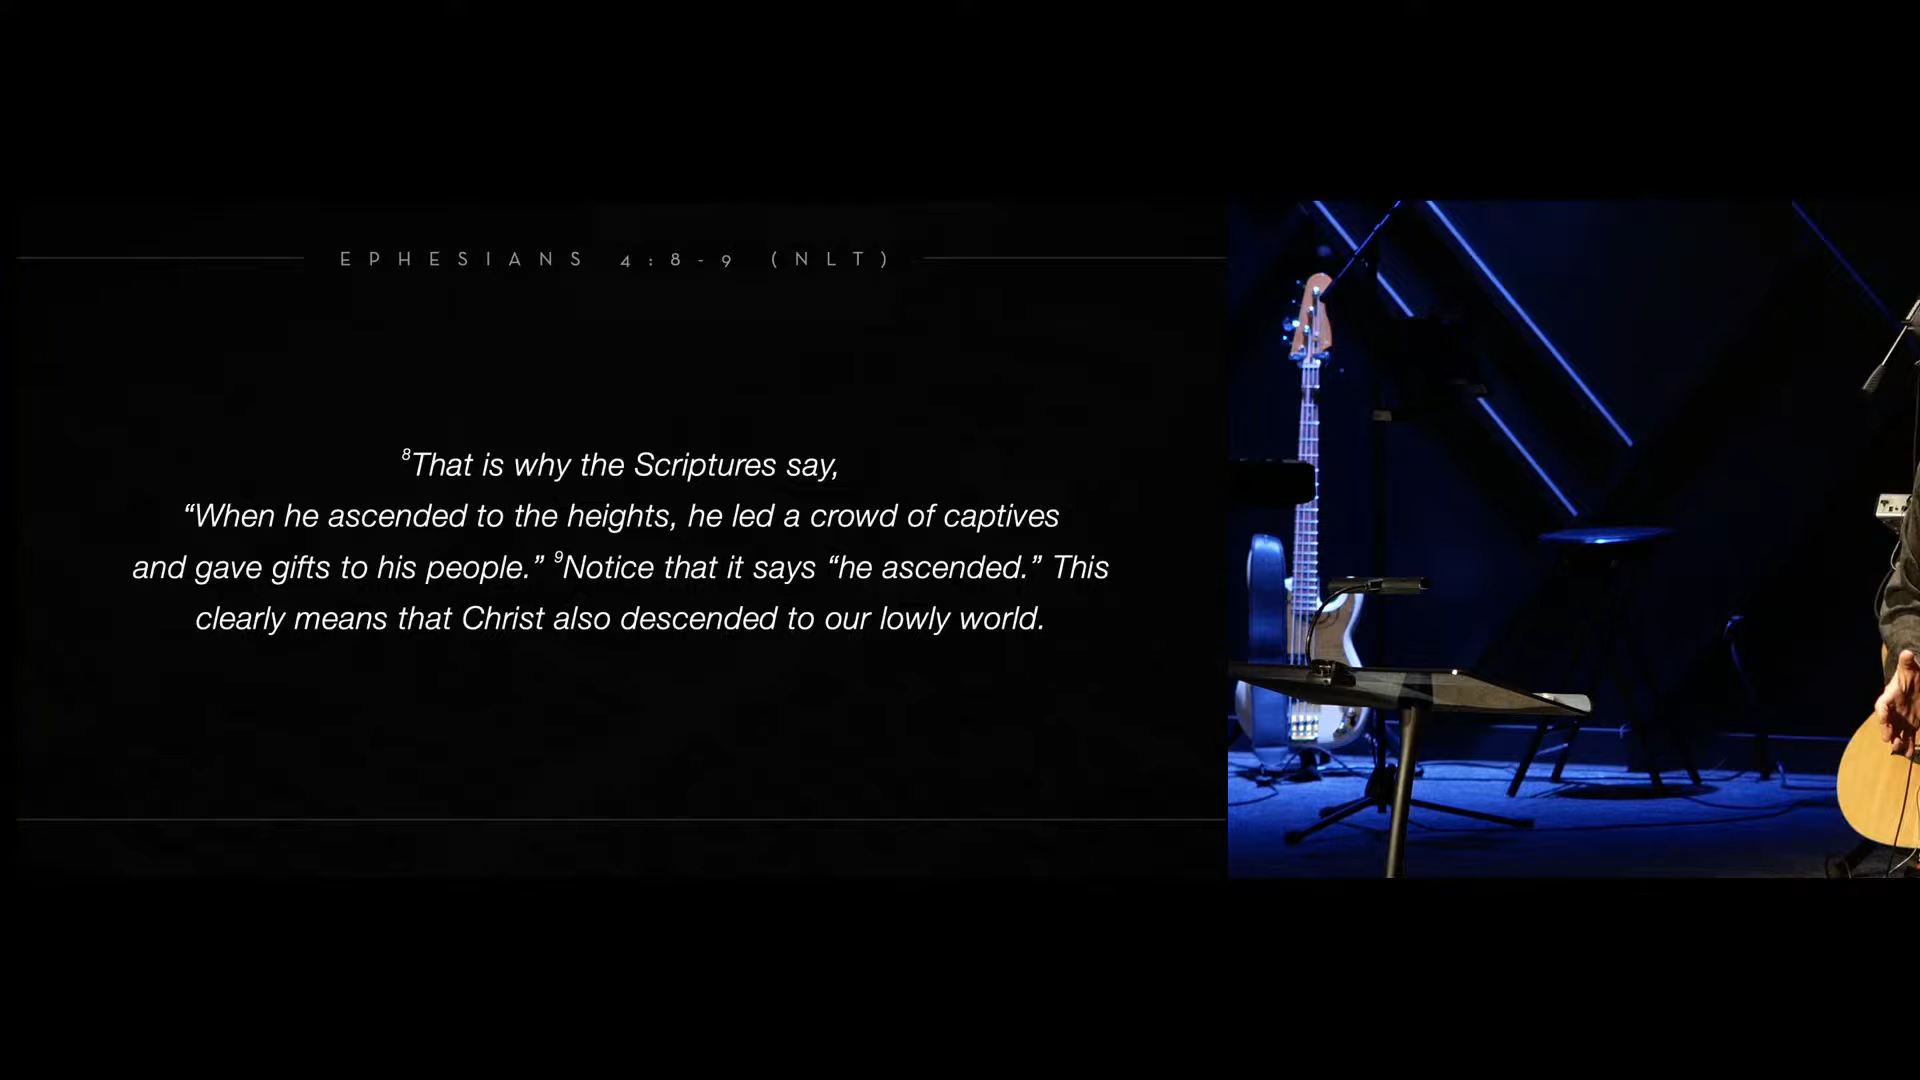 EPHESIANS 4:8-9 (NLT)
⁸That is why the Scriptures say,
“When he ascended to the heights, he led a crowd of captives
and gave gifts to his people.” ⁹Notice that it says “he ascended.” This
clearly means that Christ also descended to our lowly world.